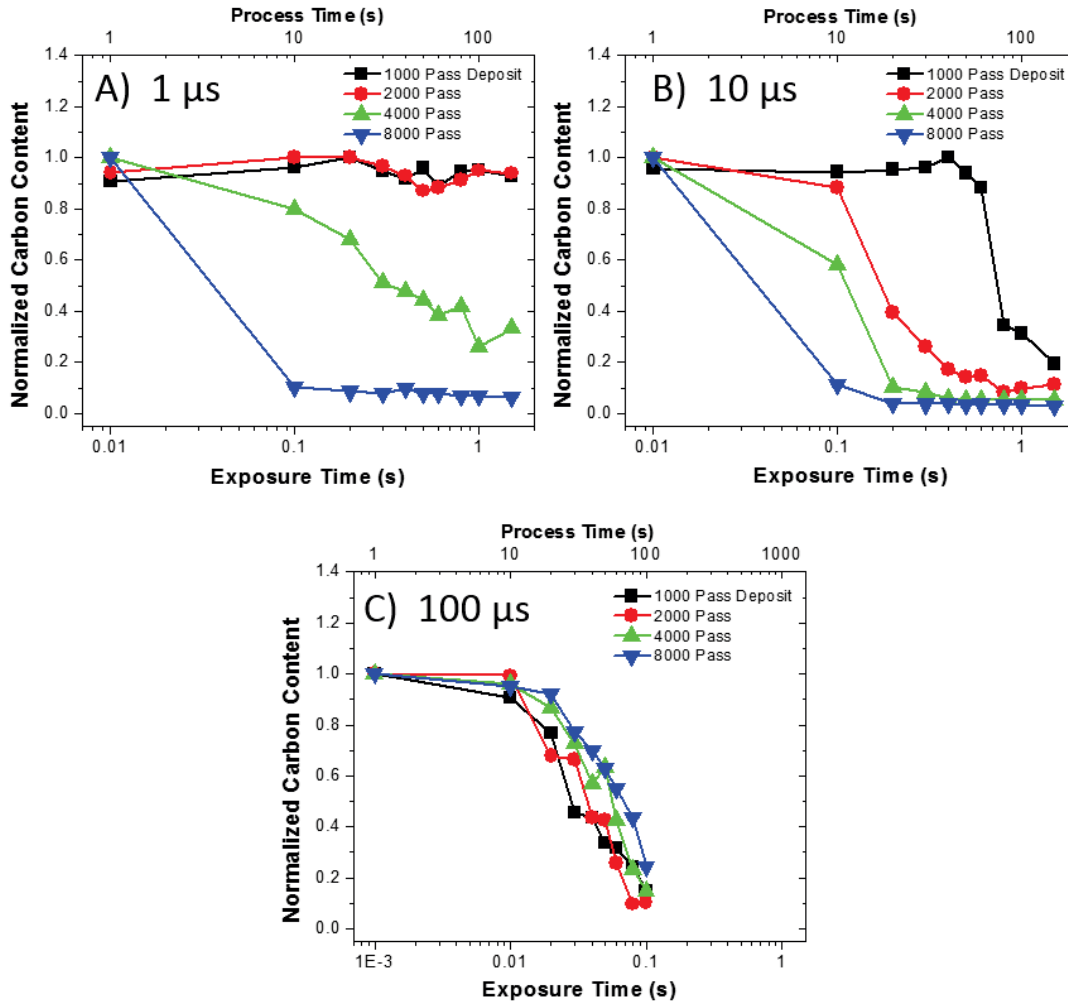 Process Time (s)
1 10 100
A) 1 µs
1000 Pass Deposit
2000 Pass
4000 Pass
8000 Pass
Normalized Carbon Content
1.4
1.2
1.0
0.8
0.6
0.4
0.2
0.0
0.01 0.1 1
Exposure Time (s)
Process Time (s)
1 10 100
B) 10 µs
1000 Pass Deposit
2000 Pass
4000 Pass
8000 Pass
Normalized Carbon Content
1.4
1.2
1.0
0.8
0.6
0.4
0.2
0.0
0.01 0.1 1
Exposure Time (s)
Process Time (s)
1 10 100 1000
C) 100 µs
1000 Pass Deposit
2000 Pass
4000 Pass
8000 Pass
Normalized Carbon Content
1.4
1.2
1.0
0.8
0.6
0.4
0.2
0.0
1E-3 0.01 0.1 1
Exposure Time (s)